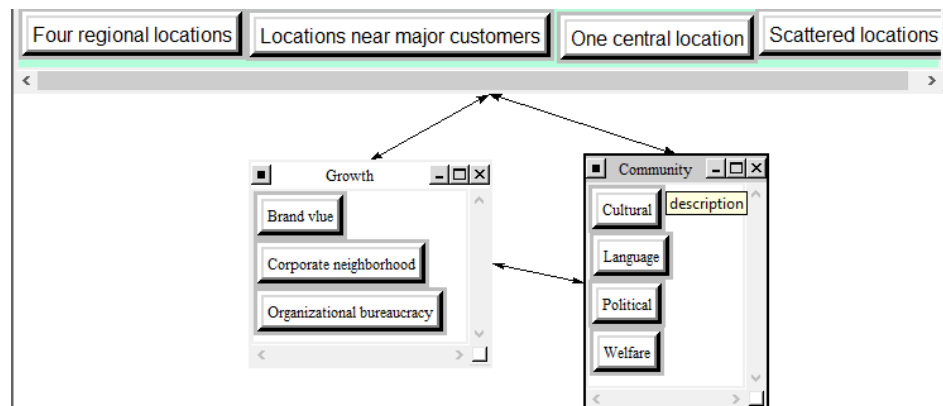 Four regional locations
Locations near major customers
One central location
Scattered locations
Growth
Brand vlue
Corporate neighborhood
Organizational bureaucracy
Community
Cultural
description
Language
Political
Welfare